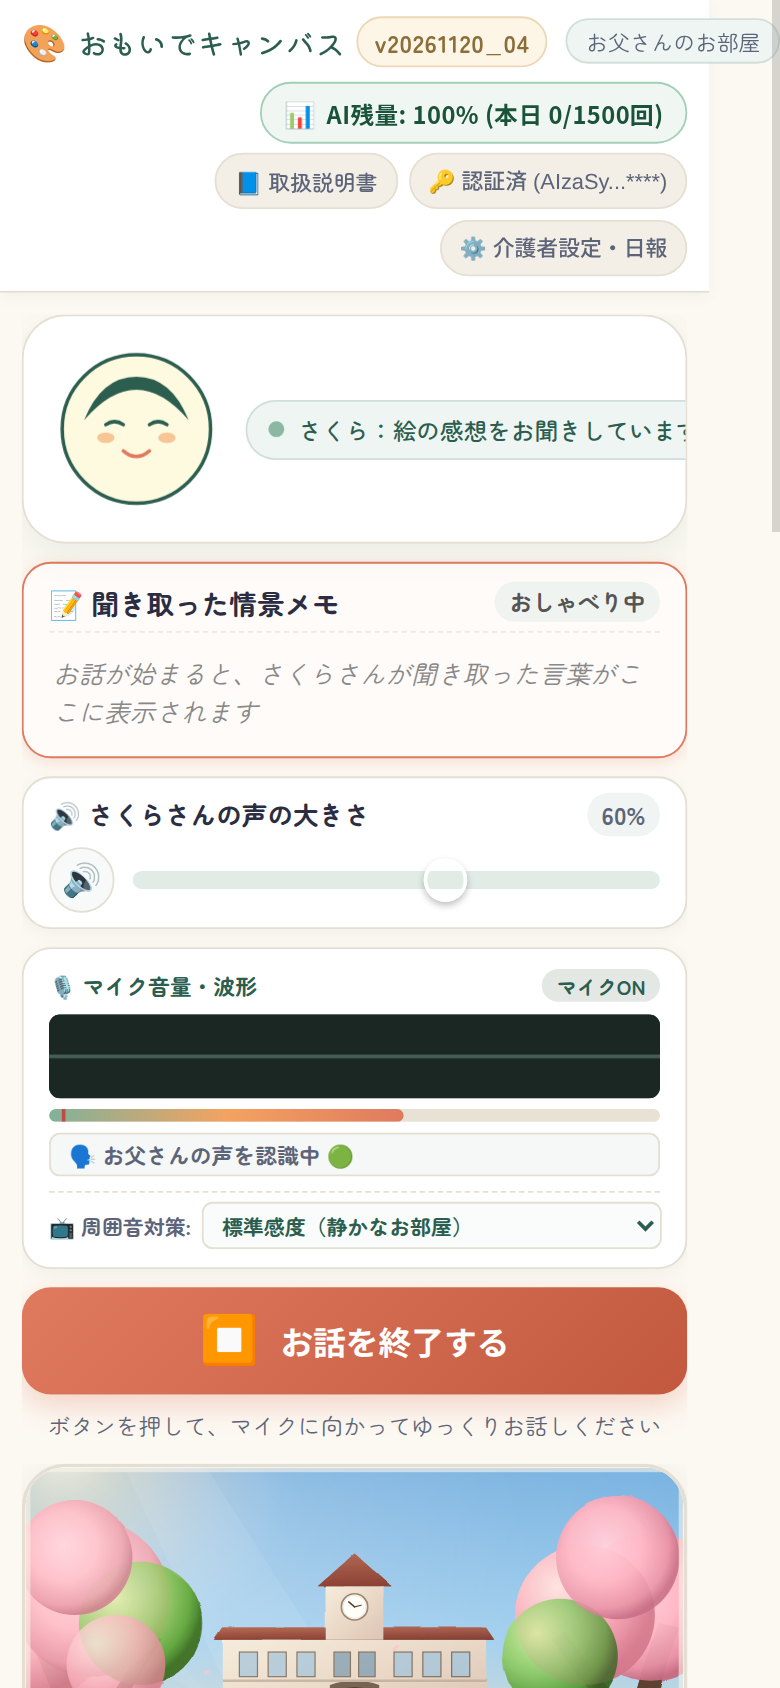 おもいでキャンバス
v20261120_04
お父さんのお部屋
AI残量: 100% (本日 0/1500回)
取扱説明書
認証済 (AIzaSy...****)
介護者設定・日報
さくら：絵の感想をお聞きしています
聞き取った情景メモ
おしゃべり中
お話が始まると、さくらさんが聞き取った言葉がこ
こに表示されます
さくらさんの声の大きさ
60%
マイク音量・波形
マイクON
お父さんの声を認識中
周囲音対策:
標準感度（静かなお部屋）
お話を終了する
ボタンを押して、マイクに向かってゆっくりお話しください